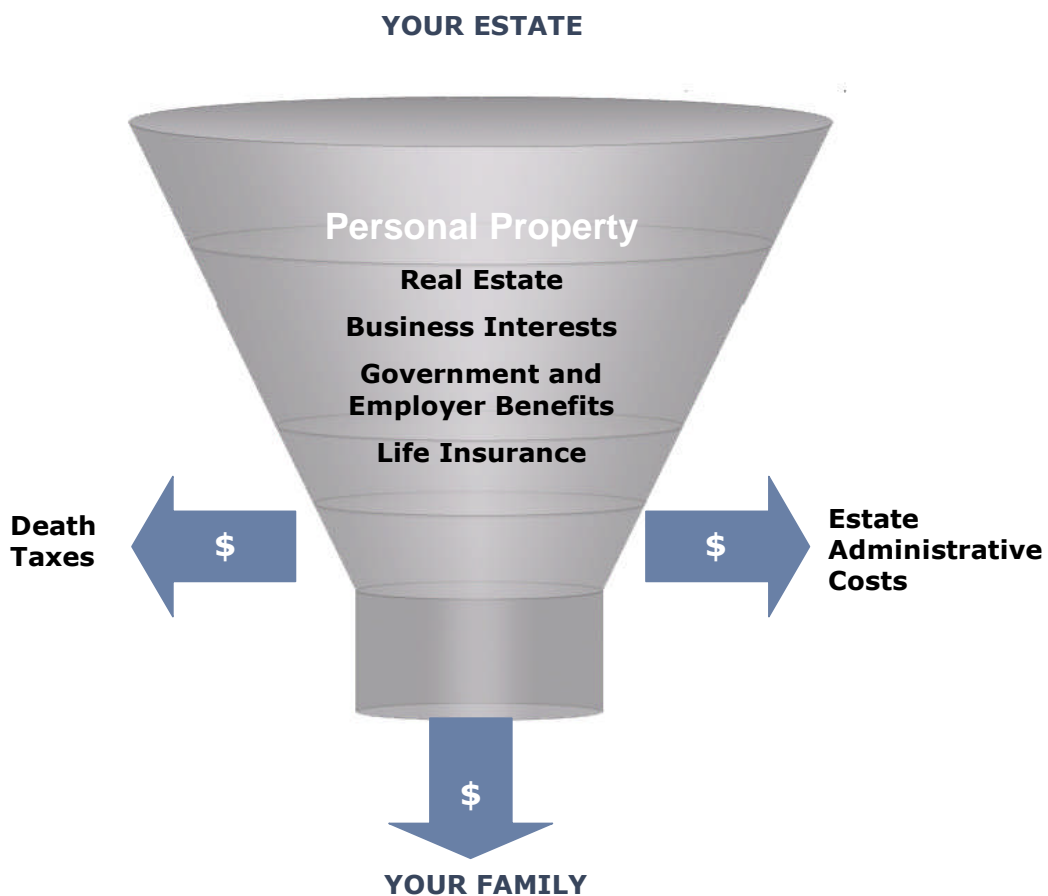 YOUR ESTATE
Personal Property
Real Estate
Business Interests
Government and
Employer Benefits
Life Insurance
Death
Taxes
$
$
Estate
Administrative
Costs
$
YOUR FAMILY